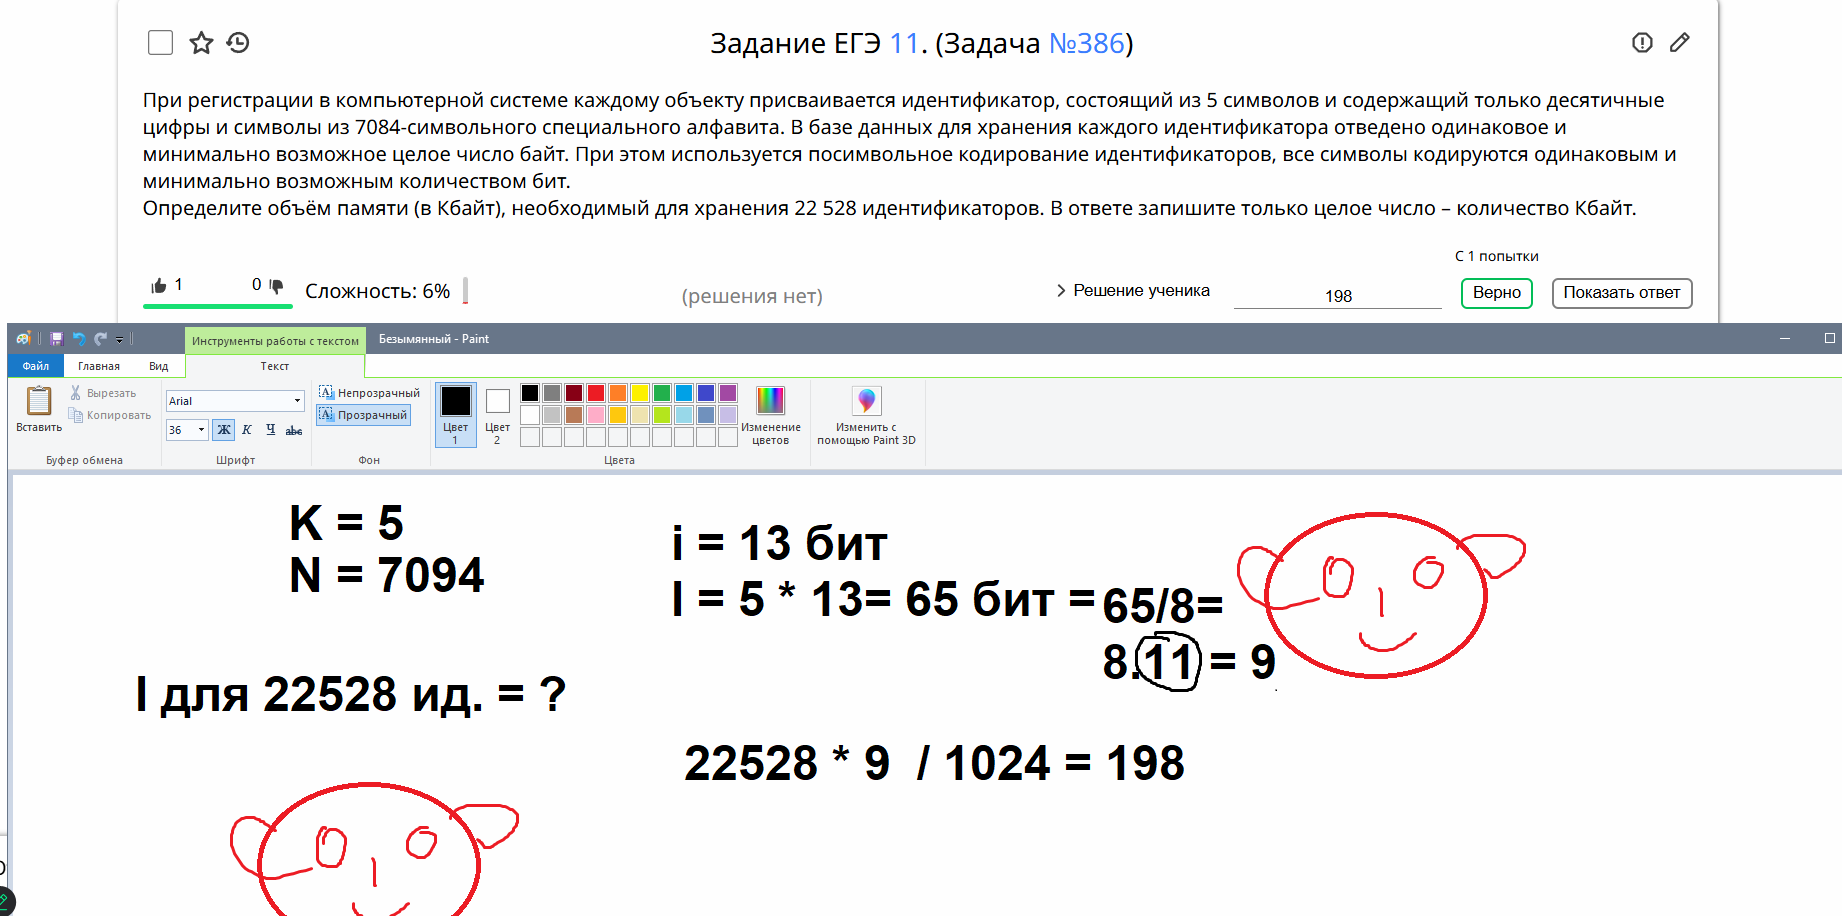 Задание ЕГЭ 11. (Задача №386)
При регистрации в компьютерной системе каждому объекту присваивается идентификатор, состоящий из 5 символов и содержащий только десятичные
цифры и символы из 7084-символьного специального алфавита. В базе данных для хранения каждого идентификатора отведено одинаковое и
минимально возможное целое число байт. При этом используется посимвольное кодирование идентификаторов, все символы кодируются одинаковым и
минимально возможным количеством бит.
Определите объём памяти (в Кбайт), необходимый для хранения 22 528 идентификаторов. В ответе запишите только целое число – количество Кбайт.
С 1 попытки
1 0 Сложность: 6% (решения нет) Решение ученика 198 Верно Показать ответ
Инструменты работы с текстом Безымянный - Paint
Файл Главная Вид Текст
Вставить
Вырезать
Копировать
Буфер обмена
Arial
36 Ж К Ч abc
Шрифт
Непрозрачный
Прозрачный
Фон
Цвет 1
Цвет 2
Изменение цветов
Цвета
Изменить с помощью Paint 3D
K = 5
N = 7094
i = 13 бит
I = 5 * 13= 65 бит = 65/8=
8.11 = 9
I для 22528 ид. = ?
22528 * 9 / 1024 = 198